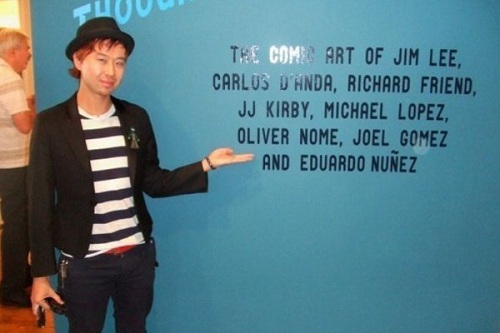 THE COMIC ART OF JIM LEE,
CARLOS D'ANDA, RICHARD FRIEND,
JJ KIRBY, MICHAEL LOPEZ,
OLIVER NOME, JOEL GOMEZ
AND EDUARDO NUÑEZ